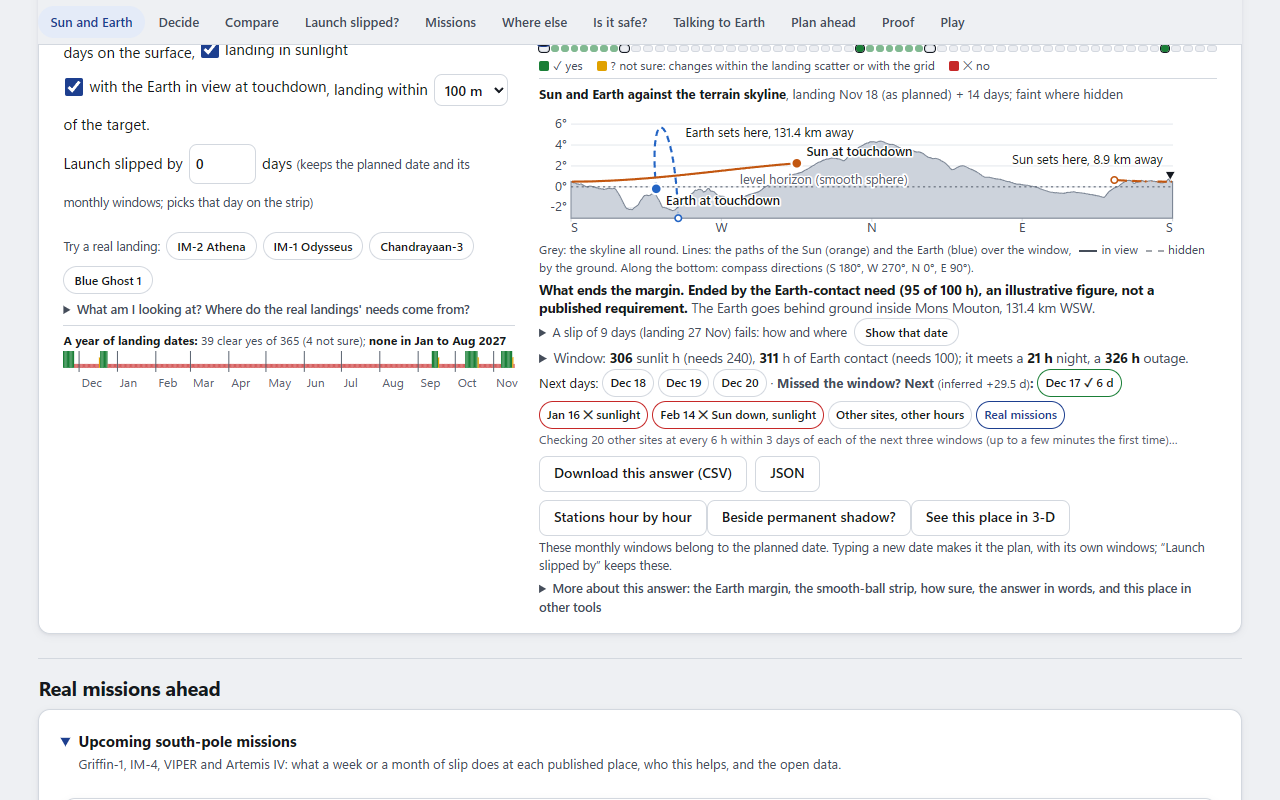 Sun and Earth Decide Compare Launch slipped? Missions Where else Is it safe? Talking to Earth Plan ahead Proof Play
days on the surface, landing in sunlight
with the Earth in view at touchdown, landing within 100 m
of the target.
Launch slipped by 0 days (keeps the planned date and its
monthly windows; picks that day on the strip)
Try a real landing: IM-2 Athena IM-1 Odysseus Chandrayaan-3
Blue Ghost 1
▶ What am I looking at? Where do the real landings' needs come from?
A year of landing dates: 39 clear yes of 365 (4 not sure); none in Jan to Aug 2027
Dec Jan Feb Mar Apr May Jun Jul Aug Sep Oct Nov
✓ yes ? not sure: changes within the landing scatter or with the grid ✕ no
Sun and Earth against the terrain skyline, landing Nov 18 (as planned) + 14 days; faint where hidden
6°
4°
2°
0°
-2°
Earth sets here, 131.4 km away
Sun at touchdown
Sun sets here, 8.9 km away
level horizon (smooth sphere)
Earth at touchdown
S W N E S
Grey: the skyline all round. Lines: the paths of the Sun (orange) and the Earth (blue) over the window, in view hidden
by the ground. Along the bottom: compass directions (S 180°, W 270°, N 0°, E 90°).
What ends the margin. Ended by the Earth-contact need (95 of 100 h), an illustrative figure, not a
published requirement. The Earth goes behind ground inside Mons Mouton, 131.4 km WSW.
▶ A slip of 9 days (landing 27 Nov) fails: how and where Show that date
▶ Window: 306 sunlit h (needs 240), 311 h of Earth contact (needs 100); it meets a 21 h night, a 326 h outage.
Next days: Dec 18 Dec 19 Dec 20 · Missed the window? Next (inferred +29.5 d): Dec 17 ✓ 6 d
Jan 16 ✕ sunlight Feb 14 ✕ Sun down, sunlight Other sites, other hours Real missions
Checking 20 other sites at every 6 h within 3 days of each of the next three windows (up to a few minutes the first time)...
Download this answer (CSV) JSON
Stations hour by hour Beside permanent shadow? See this place in 3-D
These monthly windows belong to the planned date. Typing a new date makes it the plan, with its own windows; “Launch
slipped by” keeps these.
▶ More about this answer: the Earth margin, the smooth-ball strip, how sure, the answer in words, and this place in
other tools
Real missions ahead
▼ Upcoming south-pole missions
Griffin-1, IM-4, VIPER and Artemis IV: what a week or a month of slip does at each published place, who this helps, and the open data.